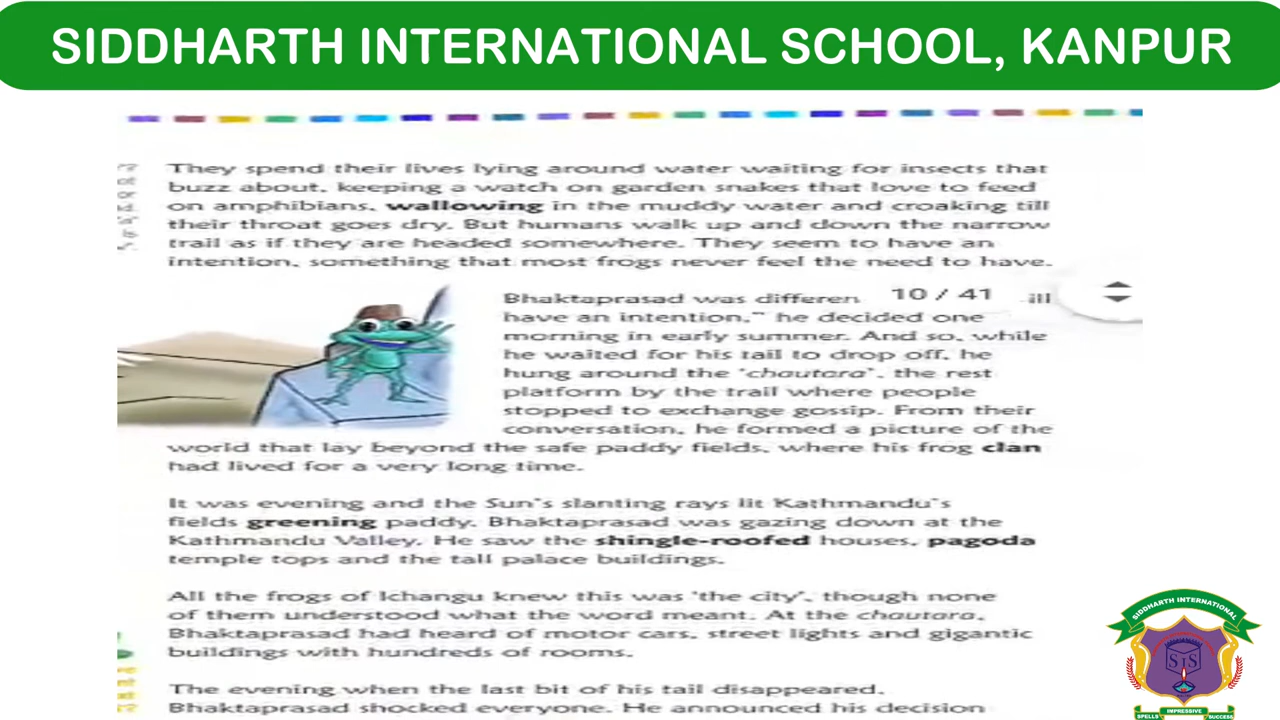 SIDDHARTH INTERNATIONAL SCHOOL, KANPUR
They spend their lives lying around water waiting for insects that
buzz about, keeping a watch on garden snakes that love to feed
on amphibians, wallowing in the muddy water and croaking till
their throat goes dry. But humans walk up and down the narrow
trail as if they are headed somewhere. They seem to have an
intention, something that most frogs never feel the need to have.
Bhaktaprasad was differen 10 / 41 ill
have an intention," he decided one
morning in early summer. And so, while
he waited for his tail to drop off, he
hung around the 'chautara', the rest
platform by the trail where people
stopped to exchange gossip. From their
conversation, he formed a picture of the
world that lay beyond the safe paddy fields, where his frog clan
had lived for a very long time.
It was evening and the Sun's slanting rays lit Kathmandu's
fields greening paddy. Bhaktaprasad was gazing down at the
Kathmandu Valley. He saw the shingle-roofed houses, pagoda
temple tops and the tall palace buildings.
All the frogs of Ichangu knew this was 'the city', though none
of them understood what the word meant. At the chautara,
Bhaktaprasad had heard of motor cars, street lights and gigantic
buildings with hundreds of rooms.
The evening when the last bit of his tail disappeared,
Bhaktaprasad shocked everyone. He announced his decision
SIDDHARTH INTERNATIONAL
SIS
SPELLS IMPRESSIVE SUCCESS